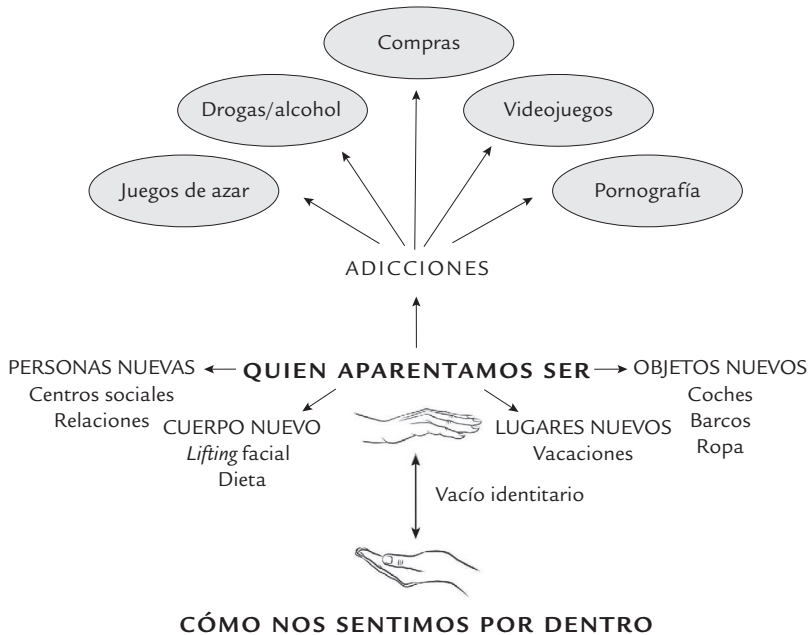 Compras
Drogas/alcohol
Videojuegos
Juegos de azar
Pornografía
ADICCIONES
PERSONAS NUEVAS
Centros sociales
Relaciones
QUIEN APARENTAMOS SER
OBJETOS NUEVOS
Coches
Barcos
Ropa
CUERPO NUEVO
Lifting facial
Dieta
LUGARES NUEVOS
Vacaciones
Vacío identitario
CÓMO NOS SENTIMOS POR DENTRO